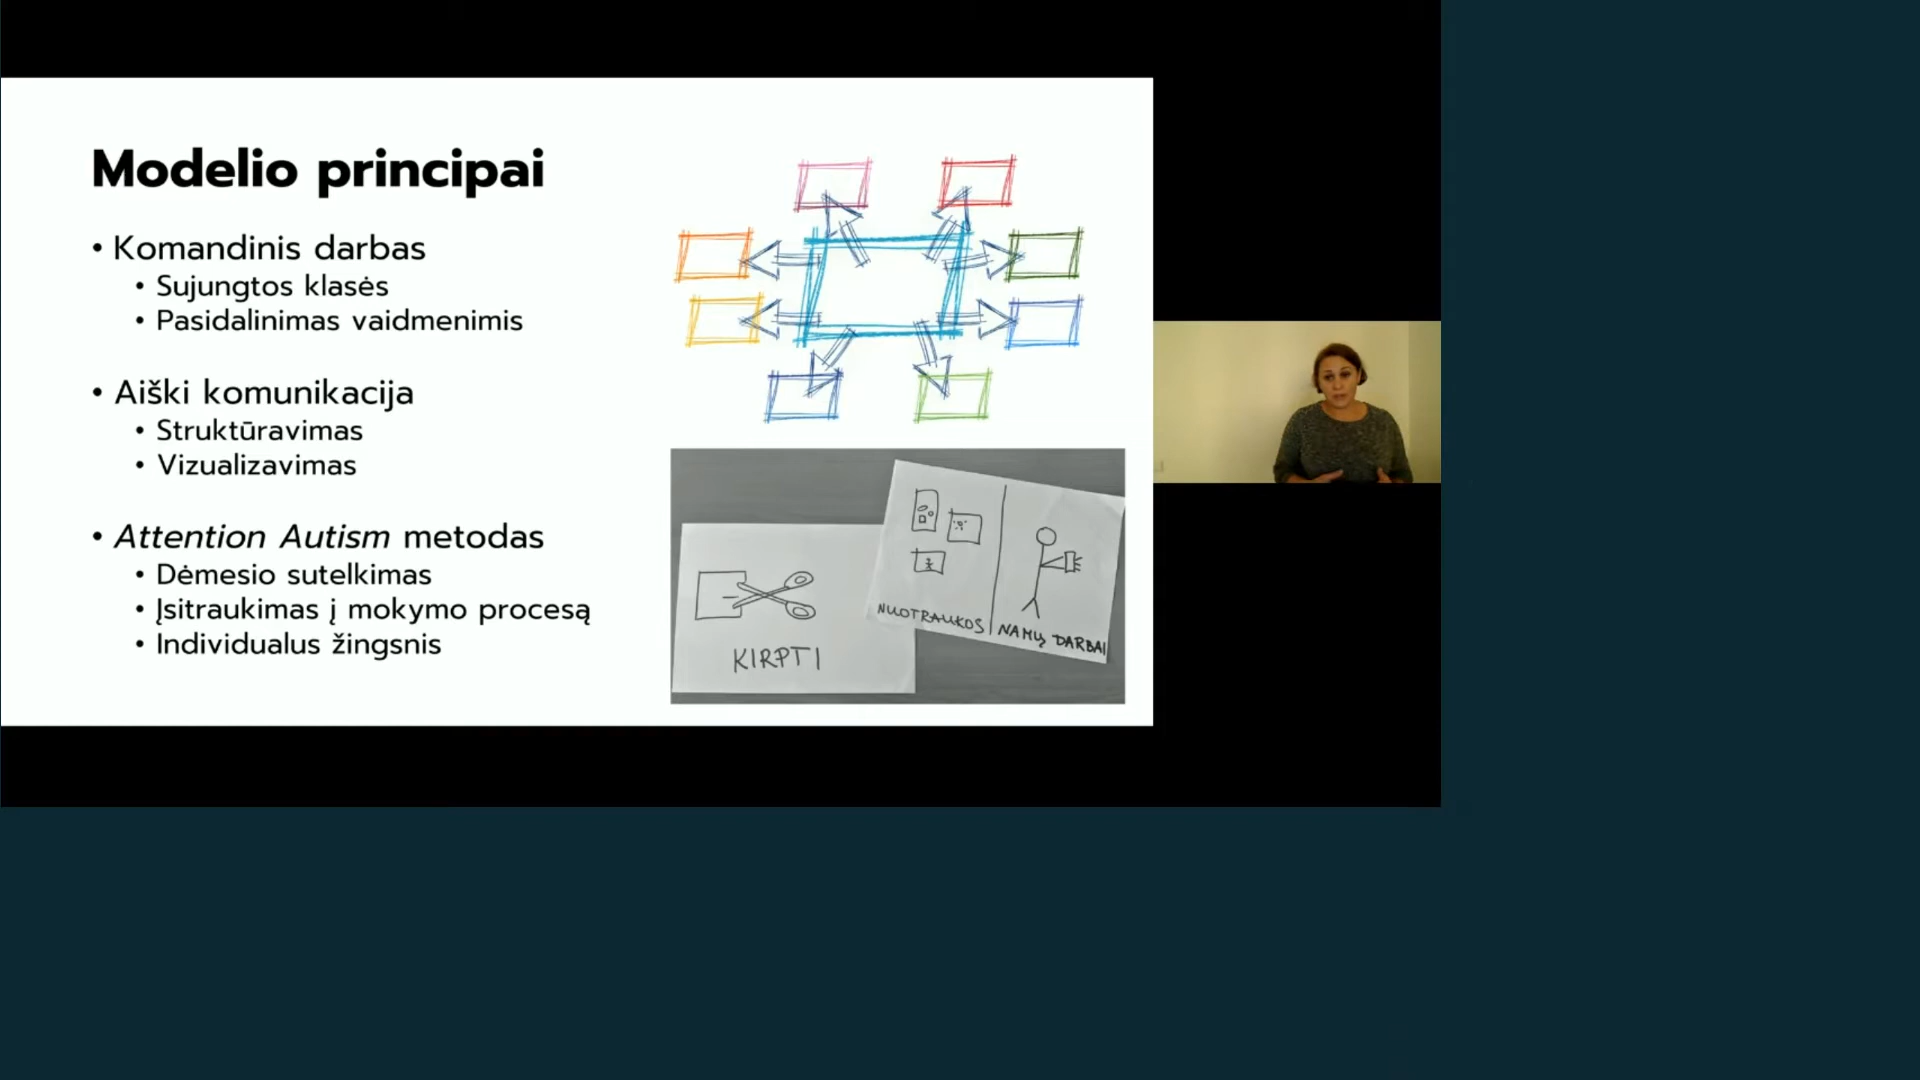 Modelio principai
• Komandinis darbas
• Sujungtos klasės
• Pasidalinimas vaidmenimis
• Aiški komunikacija
• Struktūravimas
• Vizualizavimas
• Attention Autism metodas
• Dėmesio sutelkimas
• Įsitraukimas į mokymo procesą
• Individualus žingsnis
KIRPTI
NUOTRAUKOS
NAMŲ DARBAI